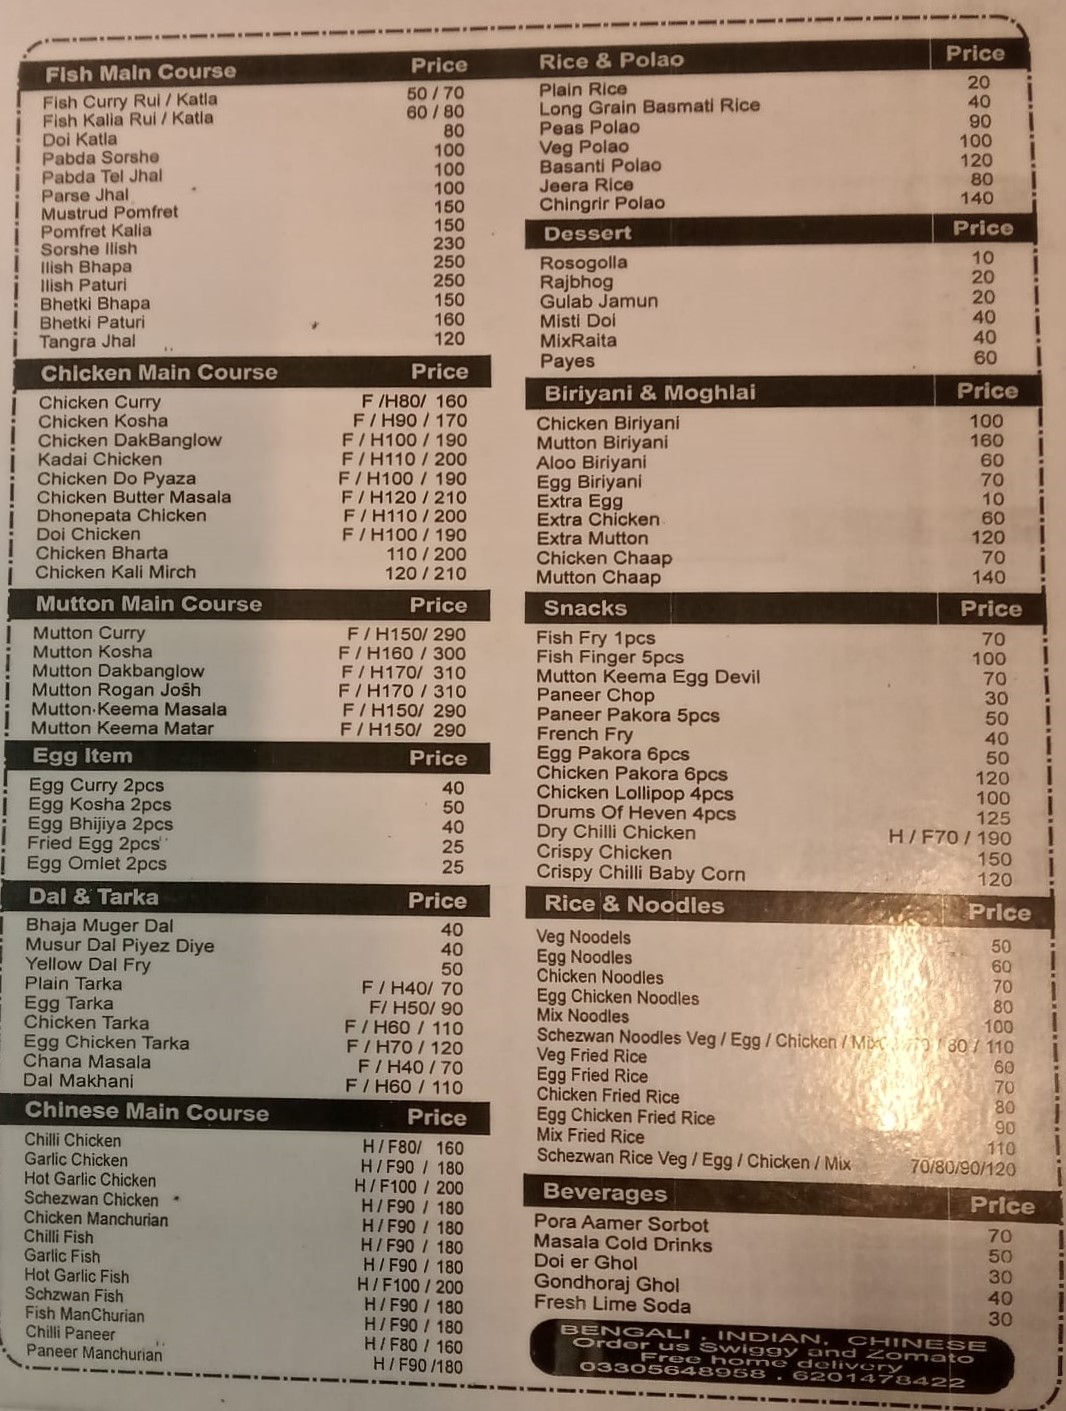 Fish Main Course Price
Fish Curry Rui / Katla 50 / 70
Fish Kalia Rui / Katla 60 / 80
Doi Katla 80
Pabda Sorshe 100
Pabda Tel Jhal 100
Parse Jhal 100
Mustrud Pomfret 150
Pomfret Kalia 150
Sorshe Ilish 230
Ilish Bhapa 250
Ilish Paturi 250
Bhetki Bhapa 150
Bhetki Paturi 160
Tangra Jhal 120
Chicken Main Course Price
Chicken Curry F /H80/ 160
Chicken Kosha F / H90 / 170
Chicken DakBanglow F / H100 / 190
Kadai Chicken F / H110 / 200
Chicken Do Pyaza F / H100 / 190
Chicken Butter Masala F / H120 / 210
Dhonepata Chicken F / H110 / 200
Doi Chicken F / H100 / 190
Chicken Bharta 110 / 200
Chicken Kali Mirch 120 / 210
Mutton Main Course Price
Mutton Curry F / H150/ 290
Mutton Kosha F / H160 / 300
Mutton Dakbanglow F / H170/ 310
Mutton Rogan Josh F / H170 / 310
Mutton Keema Masala F / H150/ 290
Mutton Keema Matar F / H150/ 290
Egg Item Price
Egg Curry 2pcs 40
Egg Kosha 2pcs 50
Egg Bhijiya 2pcs 40
Fried Egg 2pcs 25
Egg Omlet 2pcs 25
Dal & Tarka Price
Bhaja Muger Dal 40
Musur Dal Piyez Diye 40
Yellow Dal Fry 50
Plain Tarka F / H40/ 70
Egg Tarka F/ H50/ 90
Chicken Tarka F / H60 / 110
Egg Chicken Tarka F / H70 / 120
Chana Masala F / H40 / 70
Dal Makhani F / H60 / 110
Chinese Main Course Price
Chilli Chicken H / F80/ 160
Garlic Chicken H / F90 / 180
Hot Garlic Chicken H / F100 / 200
Schezwan Chicken H / F90 / 180
Chicken Manchurian H / F90 / 180
Chilli Fish H / F90 / 180
Garlic Fish H / F90 / 180
Hot Garlic Fish H / F100 / 200
Schzwan Fish H / F90 / 180
Fish ManChurian H / F90 / 180
Chilli Paneer H / F80 / 160
Paneer Manchurian H / F90 /180
Rice & Polao Price
Plain Rice 20
Long Grain Basmati Rice 40
Peas Polao 90
Veg Polao 100
Basanti Polao 120
Jeera Rice 80
Chingrir Polao 140
Dessert Price
Rosogolla 10
Rajbhog 20
Gulab Jamun 20
Misti Doi 40
MixRaita 40
Payes 60
Biriyani & Moghlai Price
Chicken Biriyani 100
Mutton Biriyani 160
Aloo Biriyani 60
Egg Biriyani 70
Extra Egg 10
Extra Chicken 60
Extra Mutton 120
Chicken Chaap 70
Mutton Chaap 140
Snacks Price
Fish Fry 1pcs 70
Fish Finger 5pcs 100
Mutton Keema Egg Devil 70
Paneer Chop 30
Paneer Pakora 5pcs 50
French Fry 40
Egg Pakora 6pcs 50
Chicken Pakora 6pcs 120
Chicken Lollipop 4pcs 100
Drums Of Heven 4pcs 125
Dry Chilli Chicken H / F70 / 190
Crispy Chicken 150
Crispy Chilli Baby Corn 120
Rice & Noodles Price
Veg Noodels 50
Egg Noodles 60
Chicken Noodles 70
Egg Chicken Noodles 80
Mix Noodles 100
Schezwan Noodles Veg / Egg / Chicken / Mix / 80 / 110
Veg Fried Rice 60
Egg Fried Rice 70
Chicken Fried Rice 80
Egg Chicken Fried Rice 90
Mix Fried Rice 110
Schezwan Rice Veg / Egg / Chicken / Mix 70/80/90/120
Beverages Price
Pora Aamer Sorbot 70
Masala Cold Drinks 50
Doi er Ghol 30
Gondhoraj Ghol 40
Fresh Lime Soda 30
BENGALI , INDIAN, CHINESE
Order us Swiggy and Zomato
Free home delivery
03305648958 , 6201478422